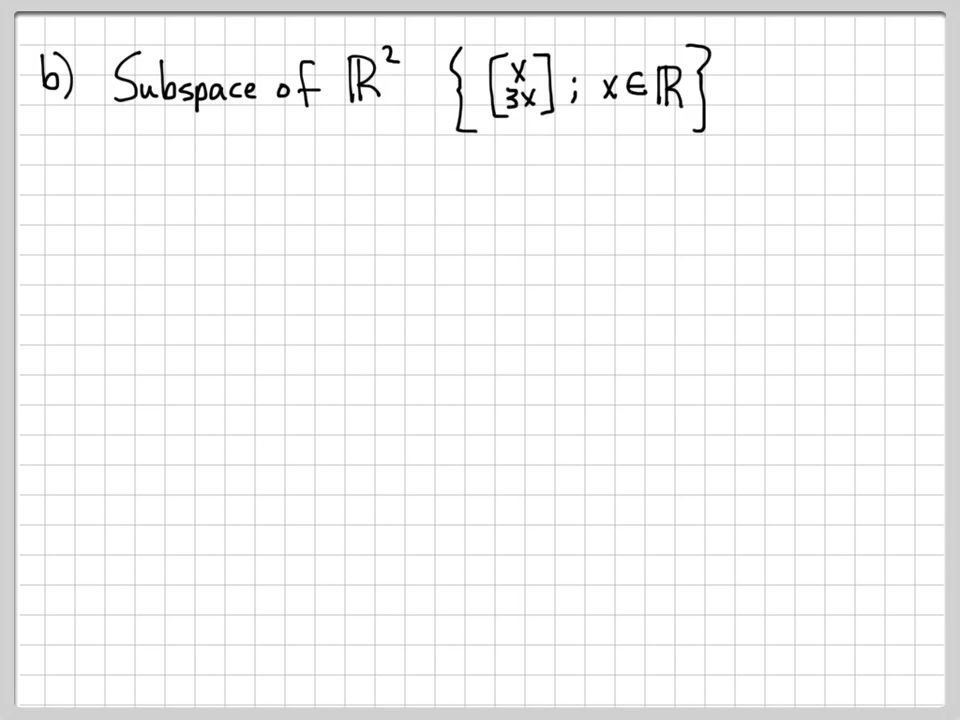 b) Subspace of ℝ² { [x 3x] ; x ∈ ℝ }